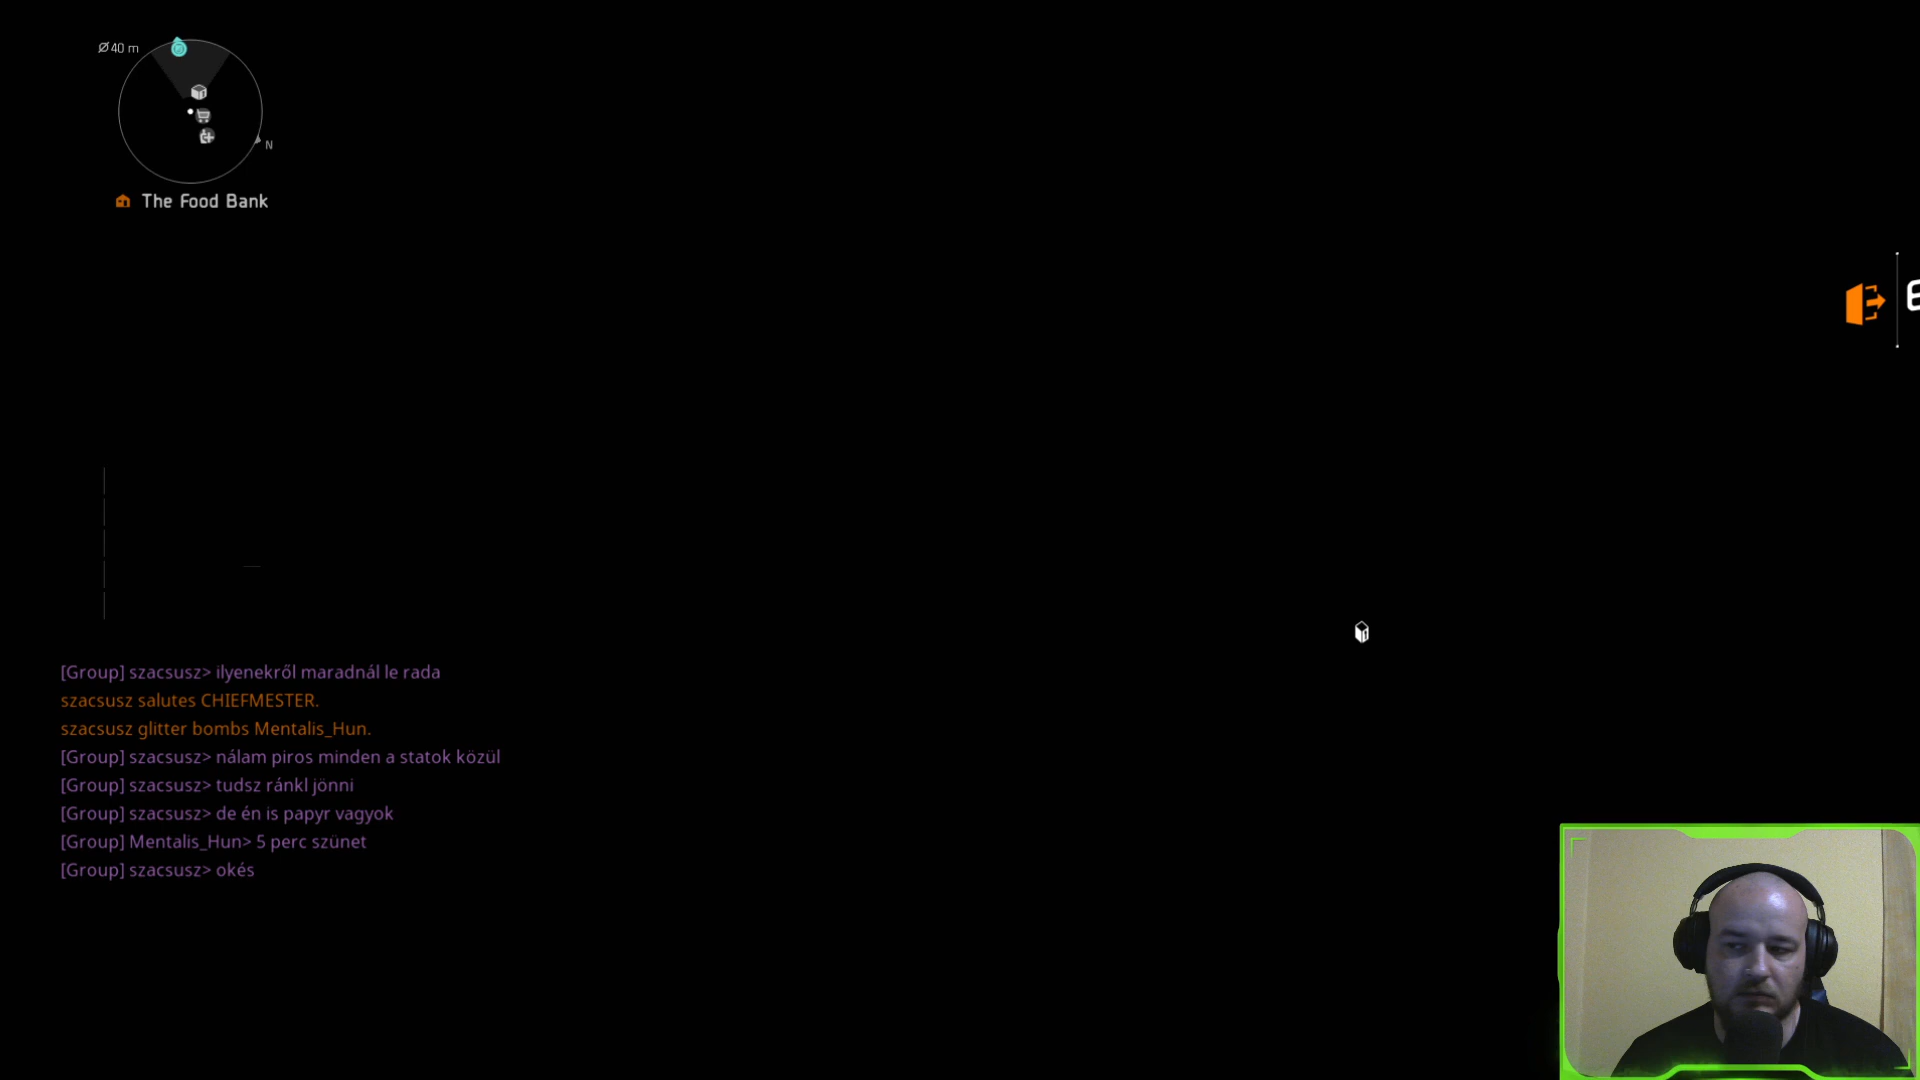 Ø40 m
N
The Food Bank
[Group] szacsusz> ilyenekről maradnál le rada
szacsusz salutes CHIEFMESTER.
szacsusz glitter bombs Mentalis_Hun.
[Group] szacsusz> nálam piros minden a statok közül
[Group] szacsusz> tudsz ránkl jönni
[Group] szacsusz> de én is papyr vagyok
[Group] Mentalis_Hun> 5 perc szünet
[Group] szacsusz> okés